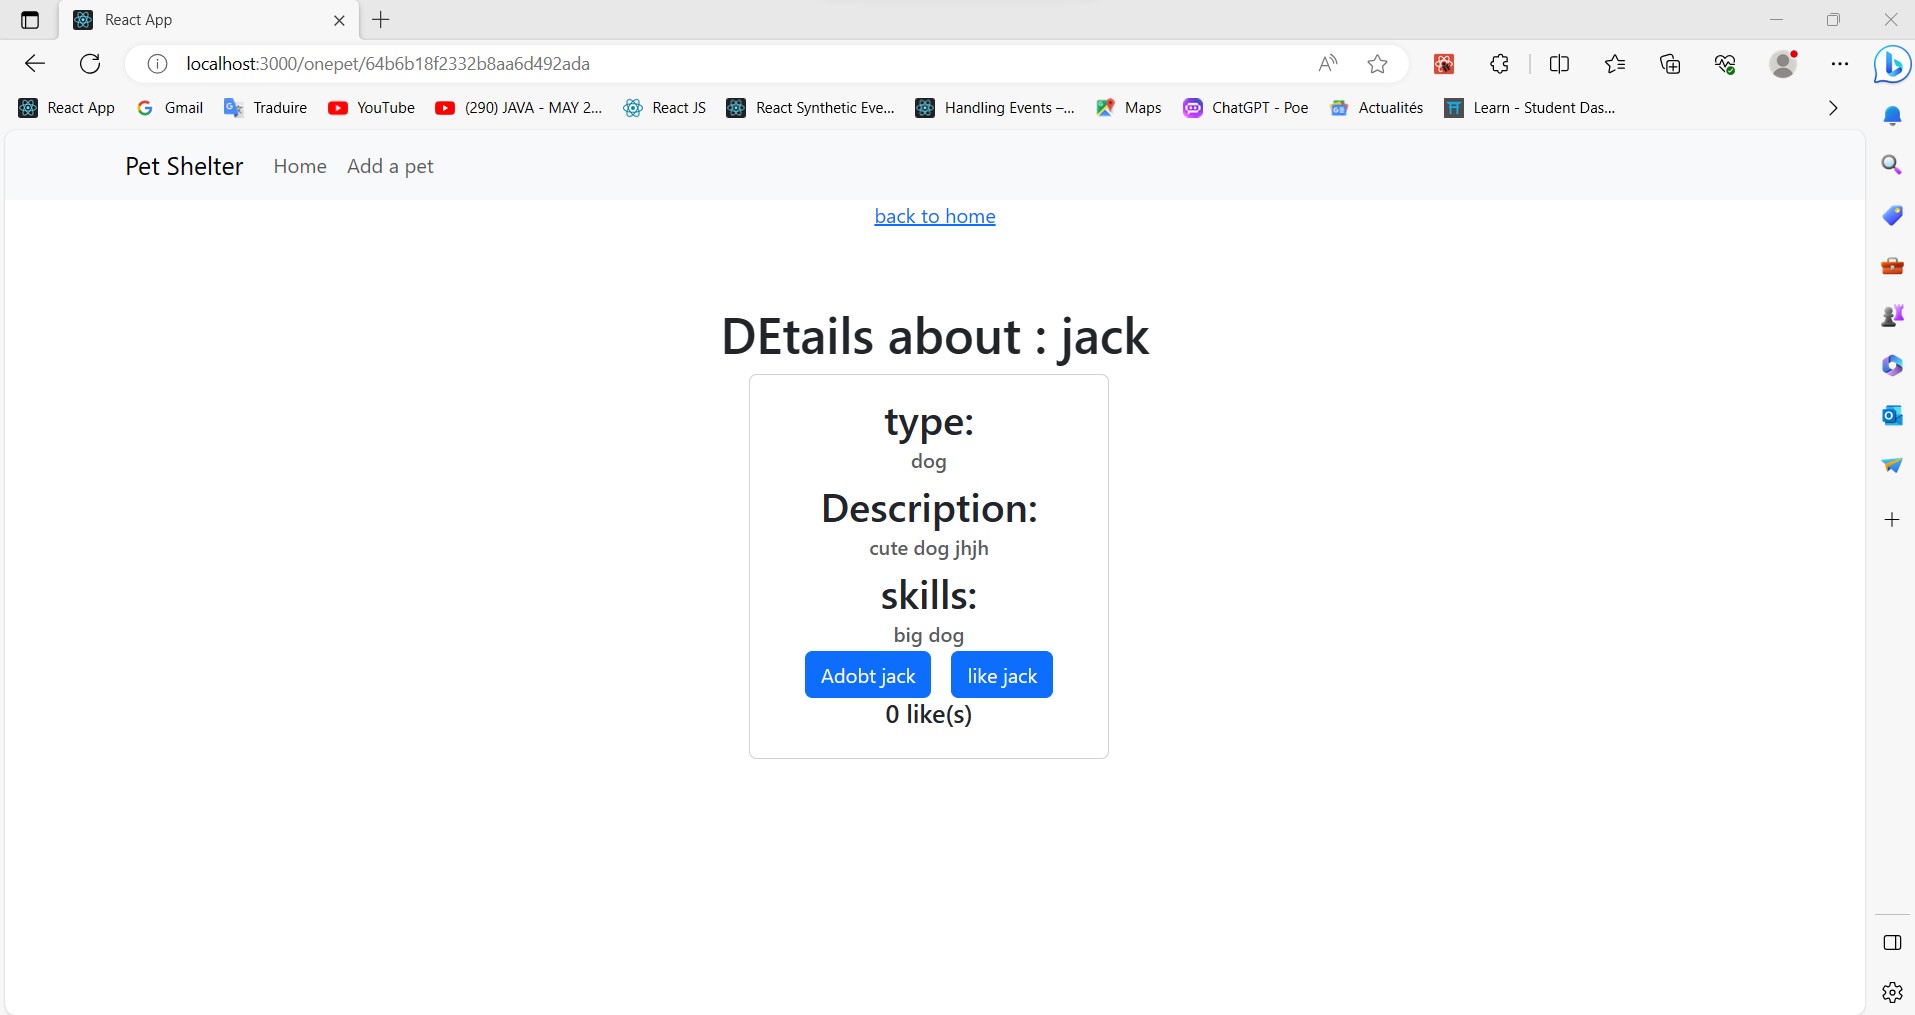 React App
localhost:3000/onepet/64b6b18f2332b8aa6d492ada
React App Gmail Traduire YouTube (290) JAVA - MAY 2... React JS React Synthetic Eve... Handling Events –... Maps ChatGPT - Poe Actualités Learn - Student Das...
Pet Shelter Home Add a pet
back to home
DEtails about : jack
type:
dog
Description:
cute dog jhjh
skills:
big dog
Adobt jack like jack
0 like(s)